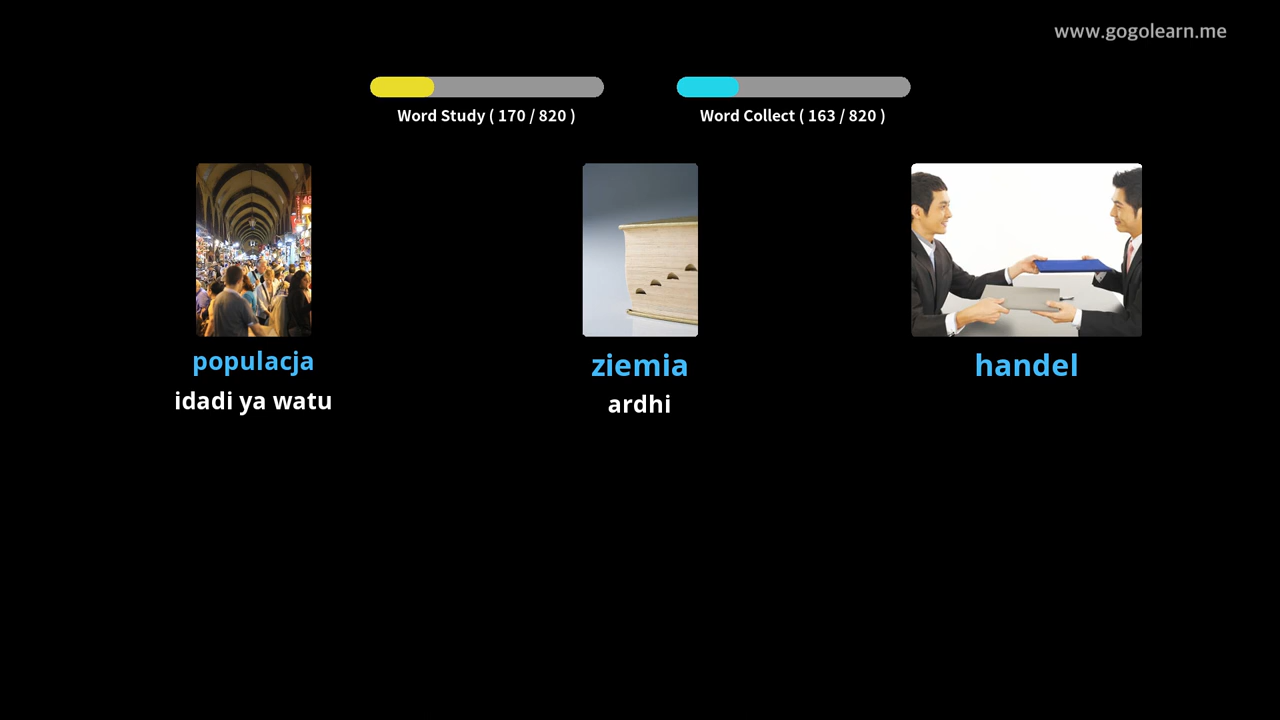 www.gogolearn.me
Word Study ( 170 / 820 )
Word Collect ( 163 / 820 )
populacja
idadi ya watu
ziemia
ardhi
handel